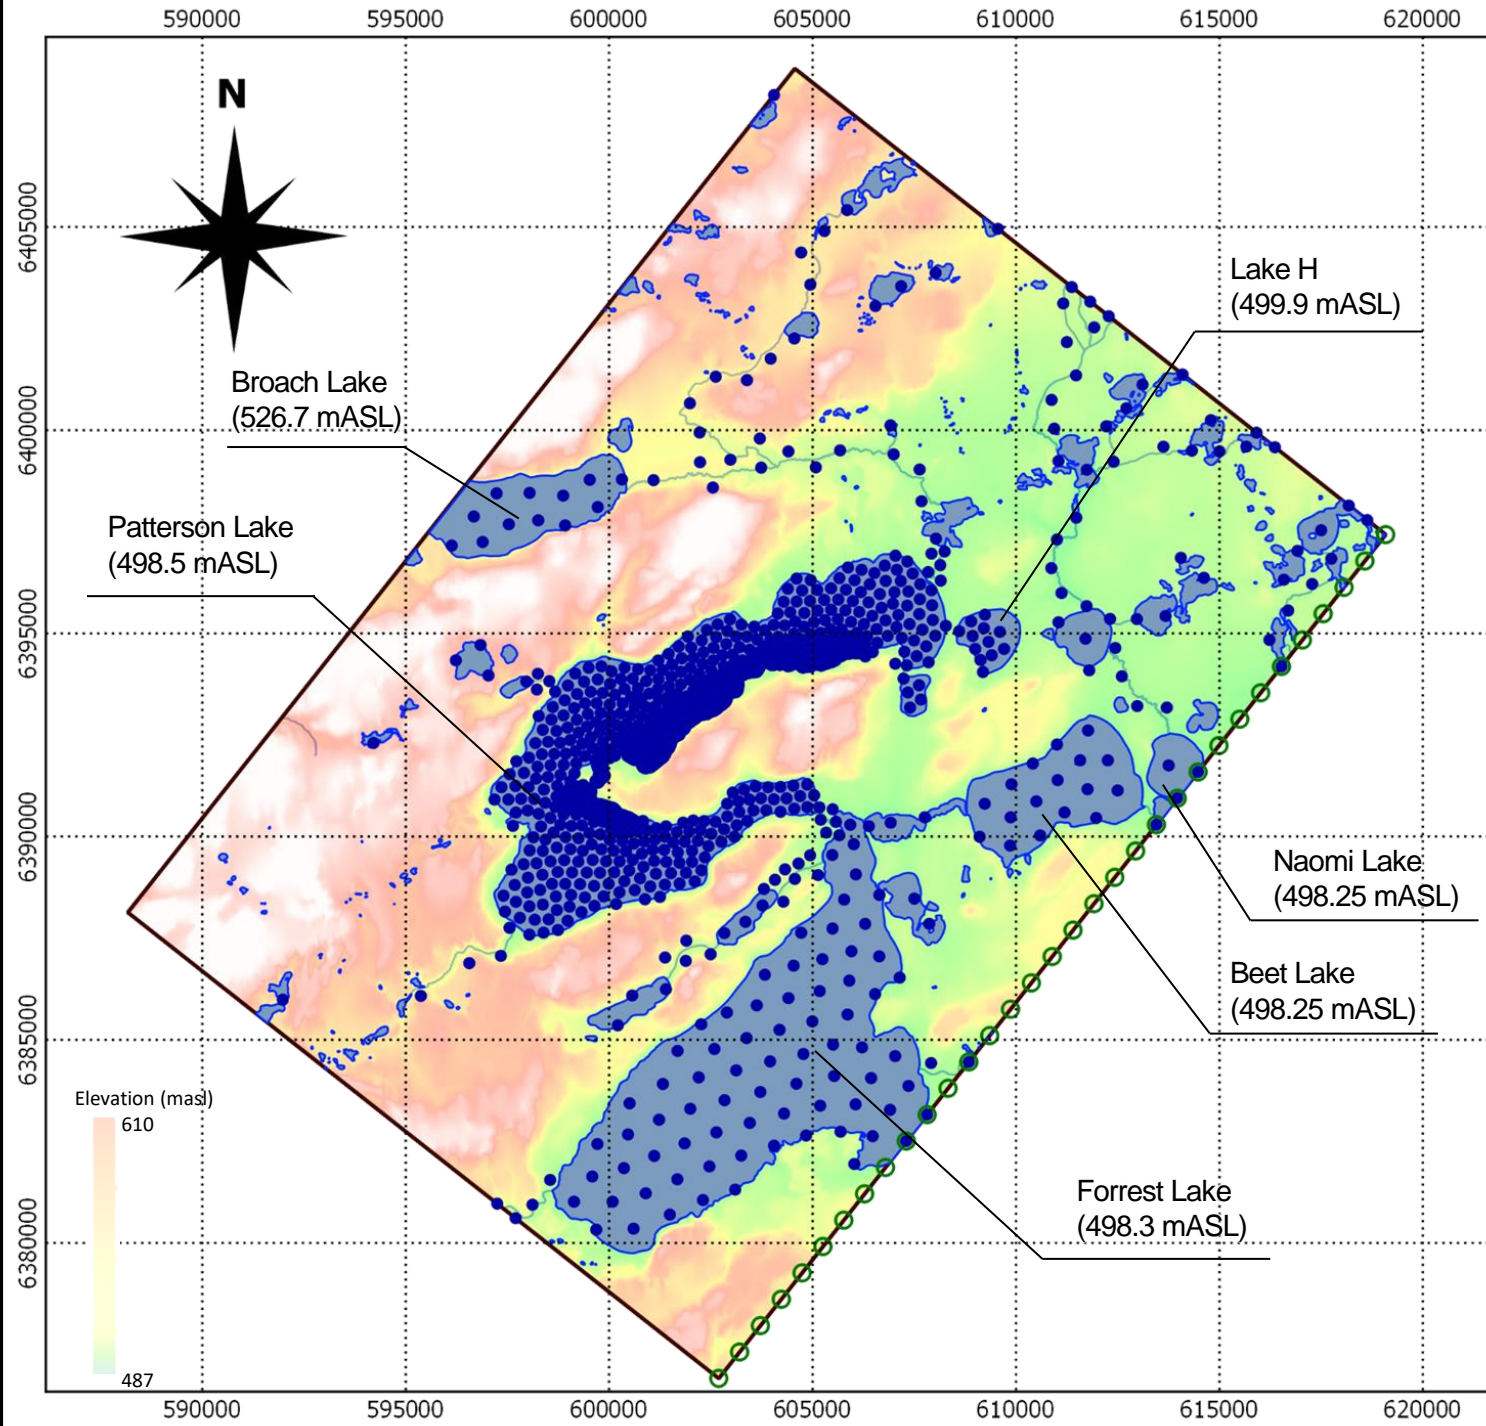 590000 595000 600000 605000 610000 615000 620000
N
6405000
Lake H
(499.9 mASL)
Broach Lake
(526.7 mASL)
6400000
Patterson Lake
(498.5 mASL)
6395000
6390000
Naomi Lake
(498.25 mASL)
Beet Lake
(498.25 mASL)
6385000
Elevation (masl)
610
Forrest Lake
(498.3 mASL)
6380000
487
590000 595000 600000 605000 610000 615000 620000